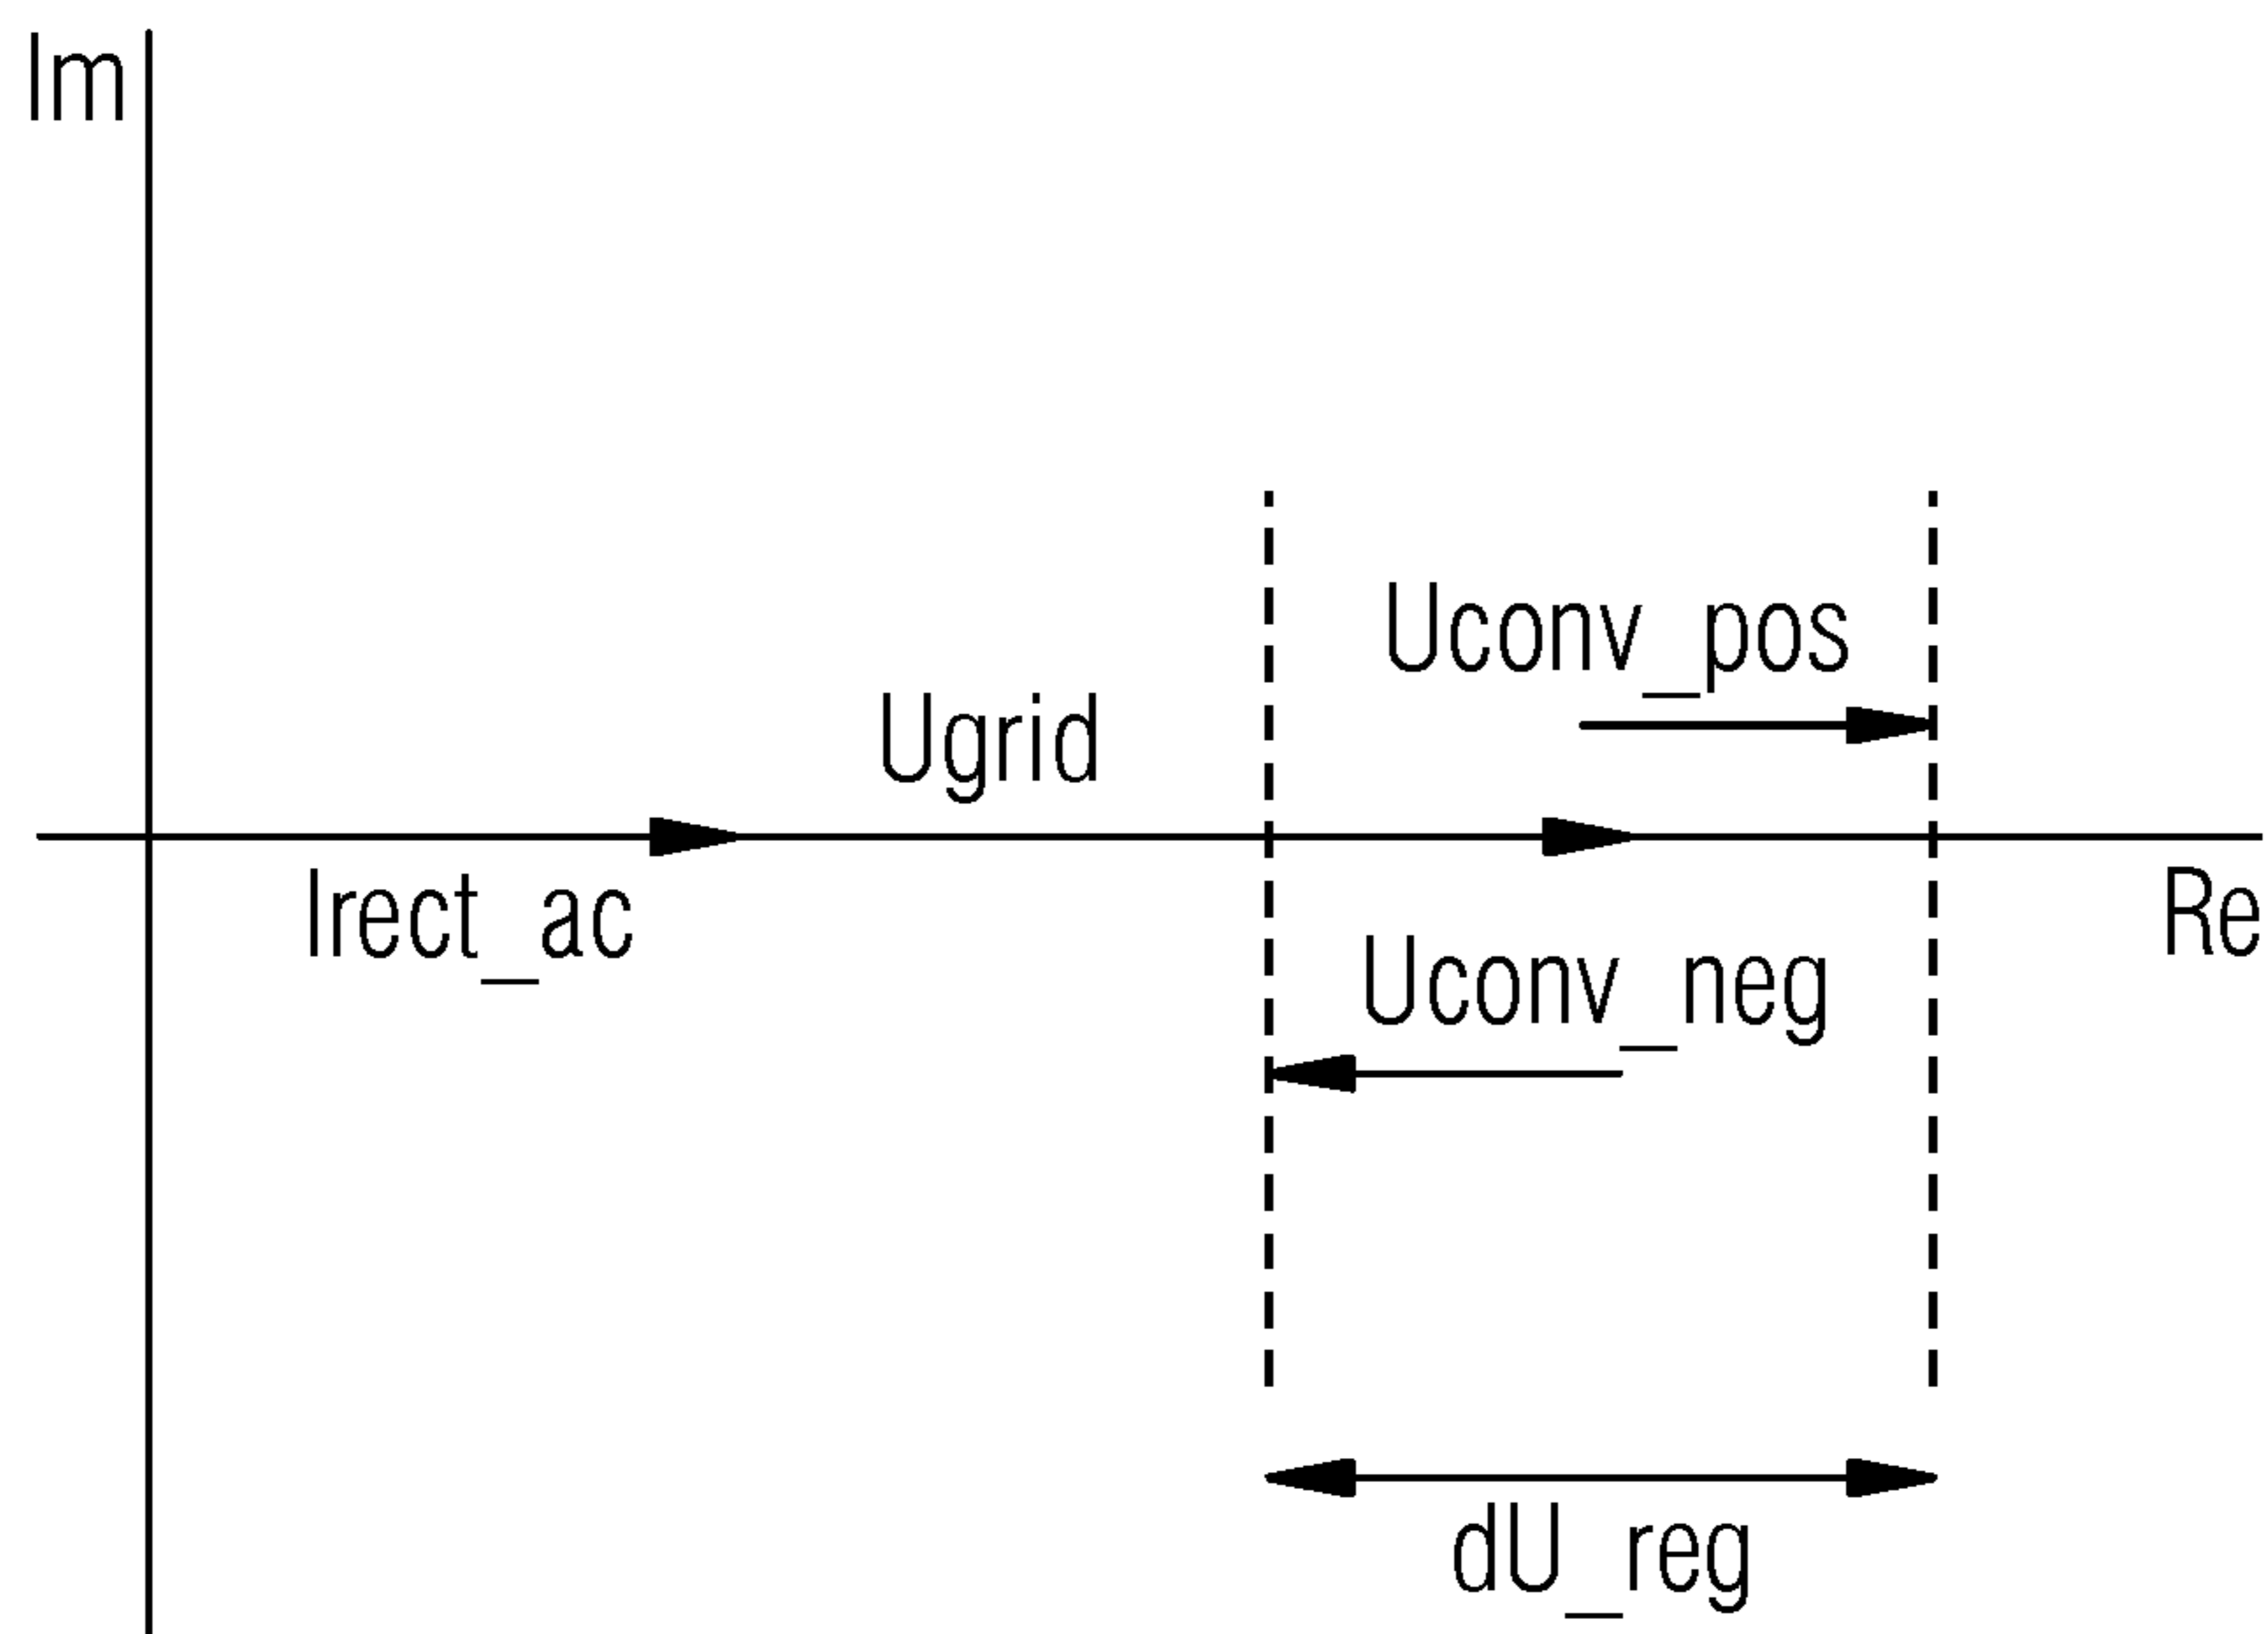 Im
Uconv_pos
Ugrid
Irect_ac
Re
Uconv_neg
dU_reg